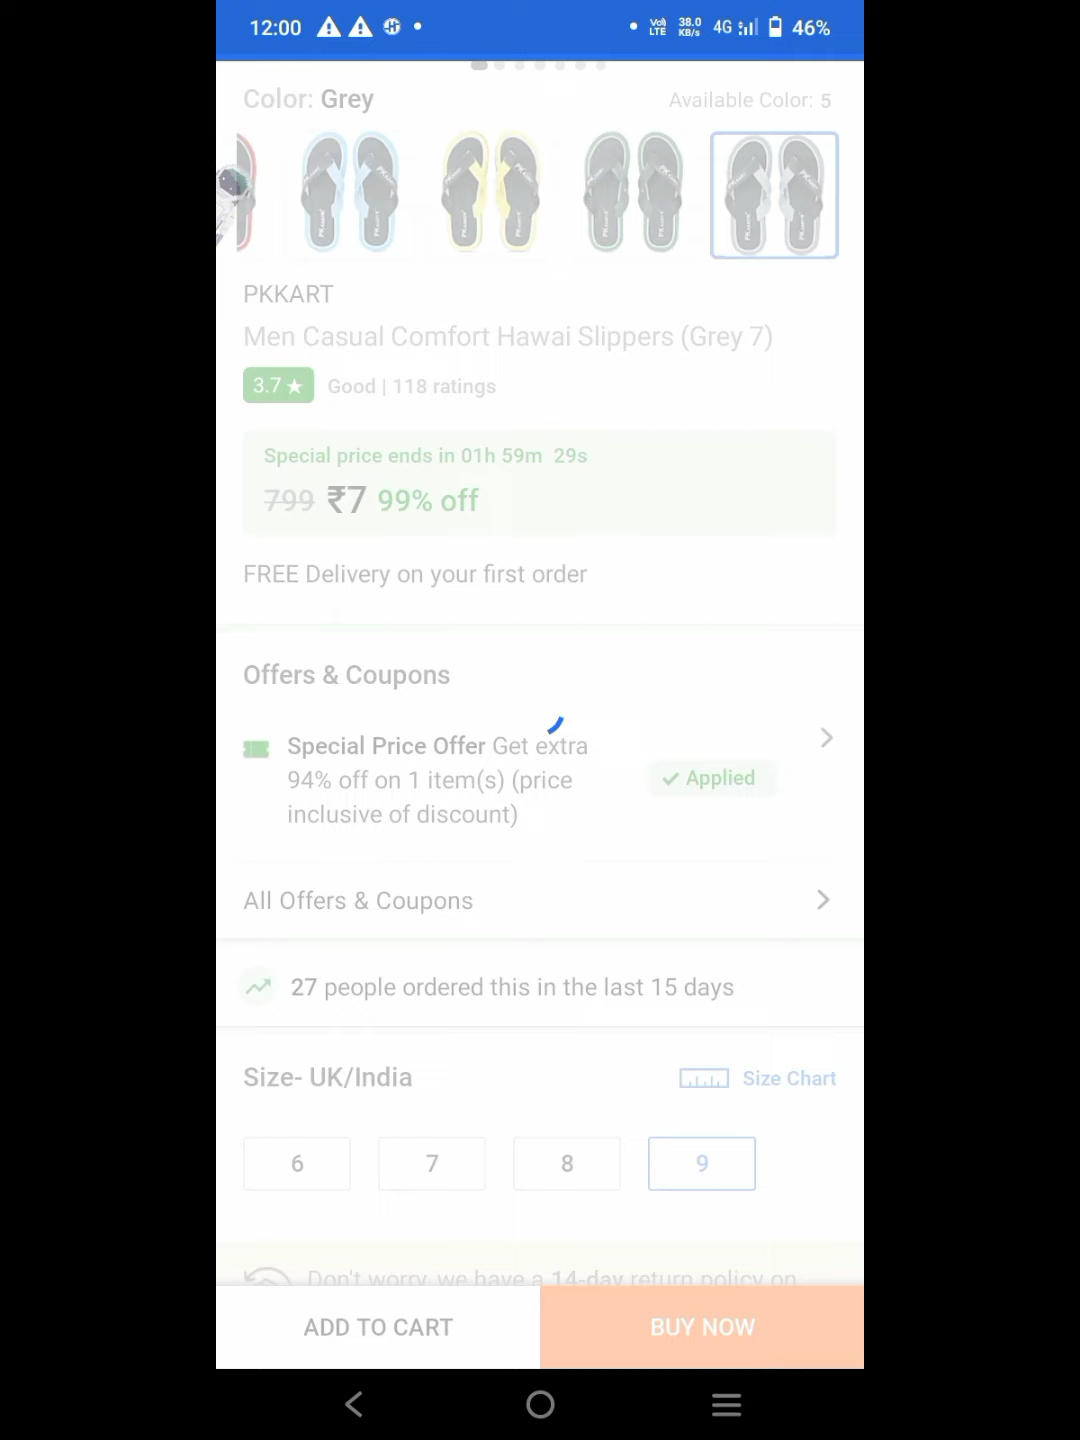 12:00
Vo) LTE 38.0 KB/s 4G 46%
Color: Grey Available Color: 5
PKKART
Men Casual Comfort Hawai Slippers (Grey 7)
3.7★ Good | 118 ratings
Special price ends in 01h 59m 29s
799 ₹7 99% off
FREE Delivery on your first order
Offers & Coupons
Special Price Offer Get extra
94% off on 1 item(s) (price
inclusive of discount)
✓ Applied
All Offers & Coupons
27 people ordered this in the last 15 days
Size- UK/India Size Chart
6 7 8 9
Don't worry, we have a 14-day return policy on
ADD TO CART BUY NOW